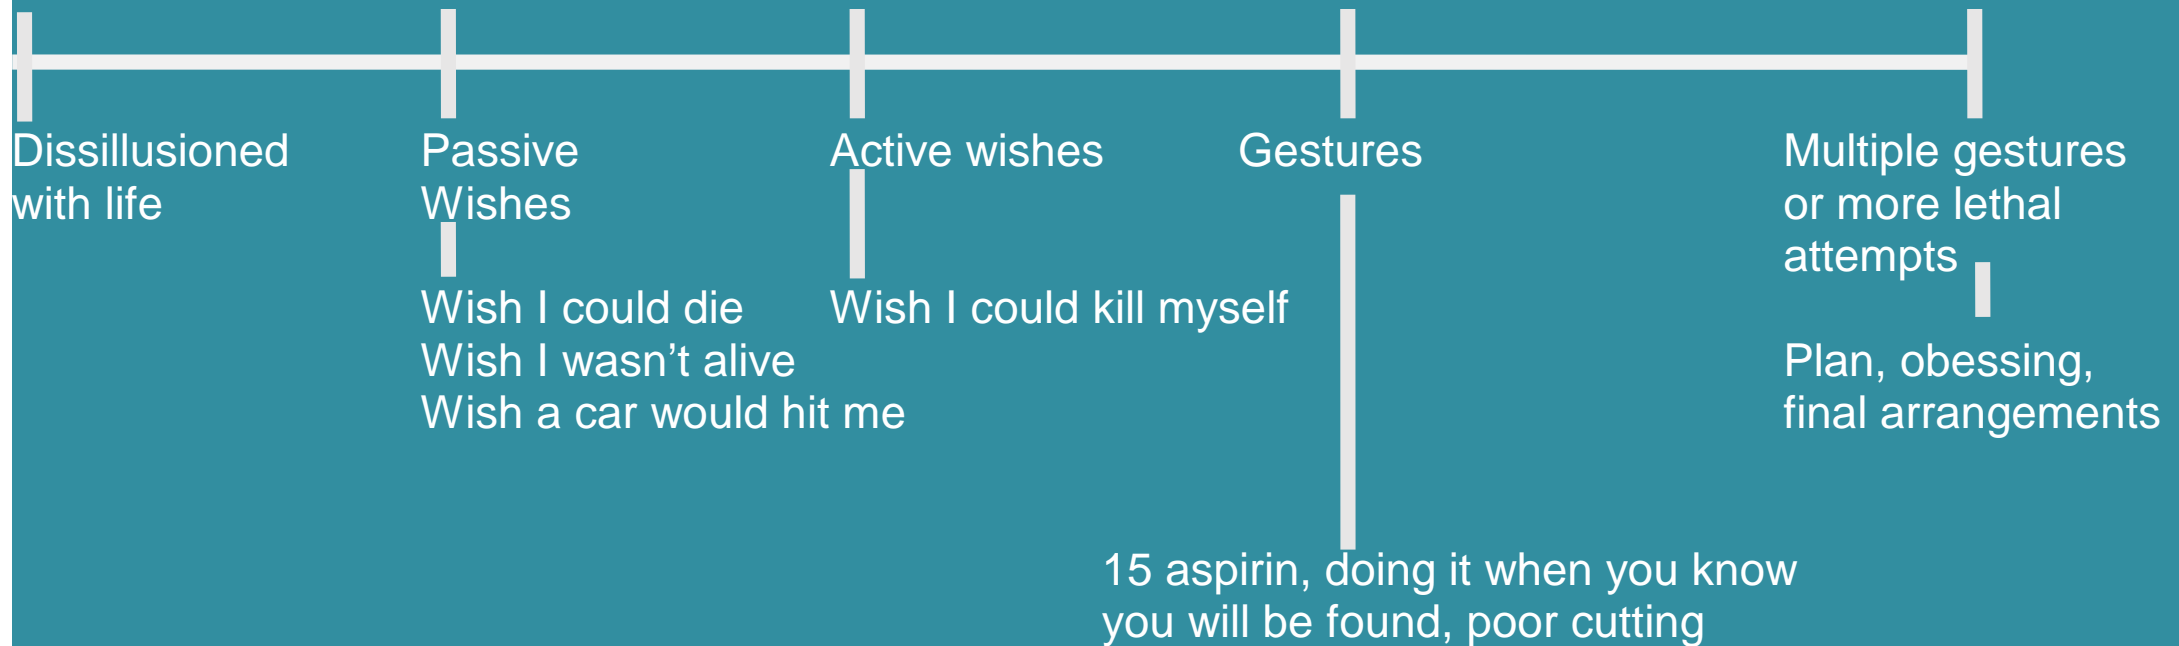 Dissillusioned
with life
Passive
Wishes
Wish I could die
Wish I wasn’t alive
Wish a car would hit me
Active wishes
Wish I could kill myself
Gestures
15 aspirin, doing it when you know
you will be found, poor cutting
Multiple gestures
or more lethal
attempts
Plan, obessing,
final arrangements